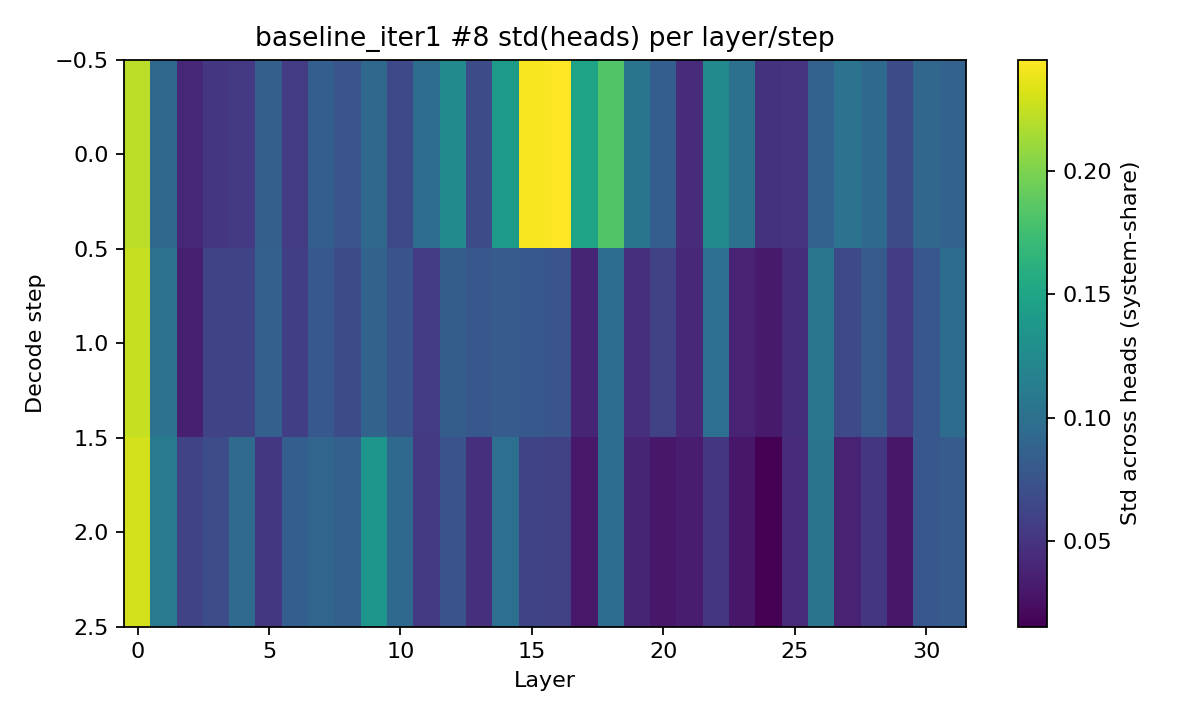 baseline_iter1 #8 std(heads) per layer/step
−0.5
0.0
0.5
1.0
1.5
2.0
2.5
Decode step
0 5 10 15 20 25 30
Layer
0.20
0.15
0.10
0.05
Std across heads (system-share)